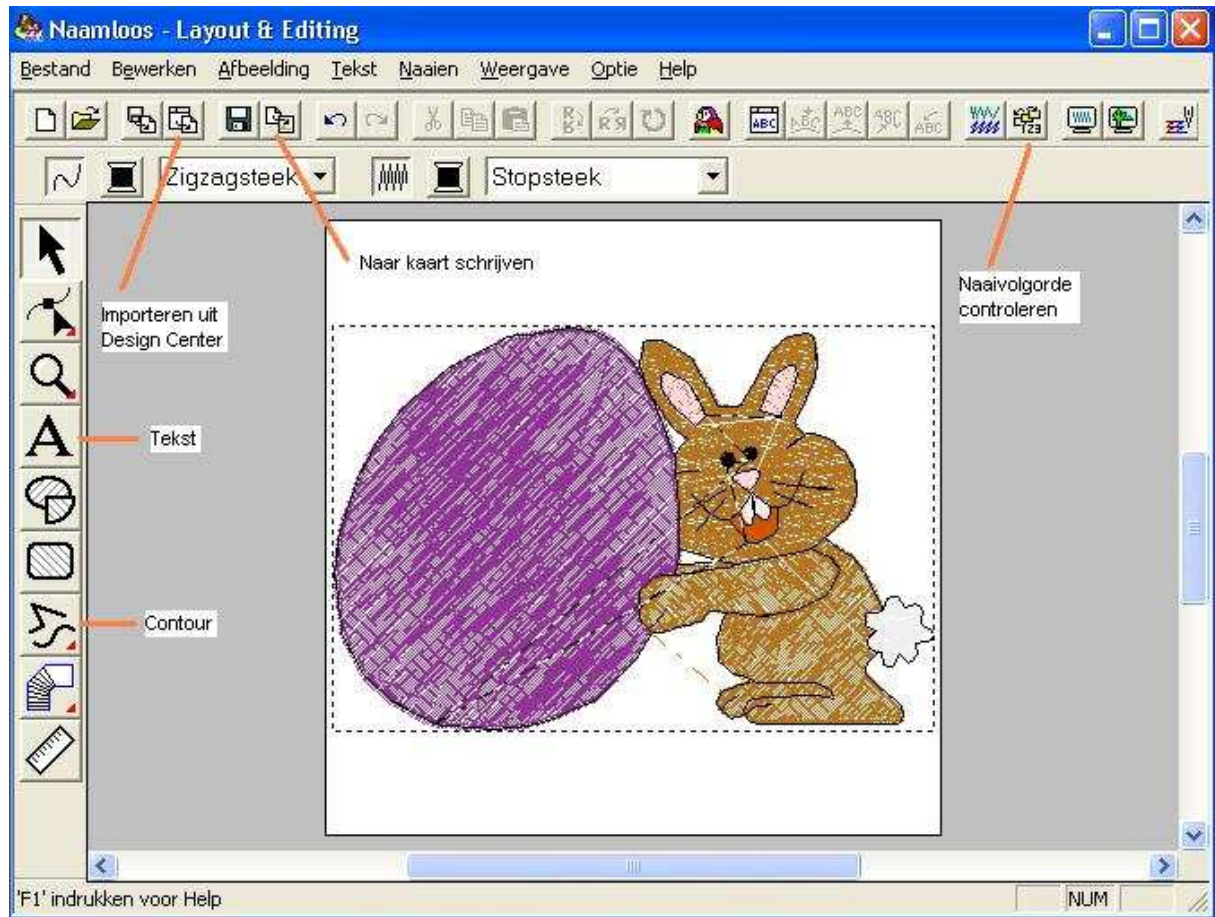 Naamloos - Layout & Editing
Bestand Bewerken Afbeelding Tekst Naaien Weergave Optie Help
Zigzagsteek Stopsteek
Naar kaart schrijven
Importeren uit
Design Center
Naaivolgorde
controleren
Tekst
Contour
'F1' indrukken voor Help
NUM